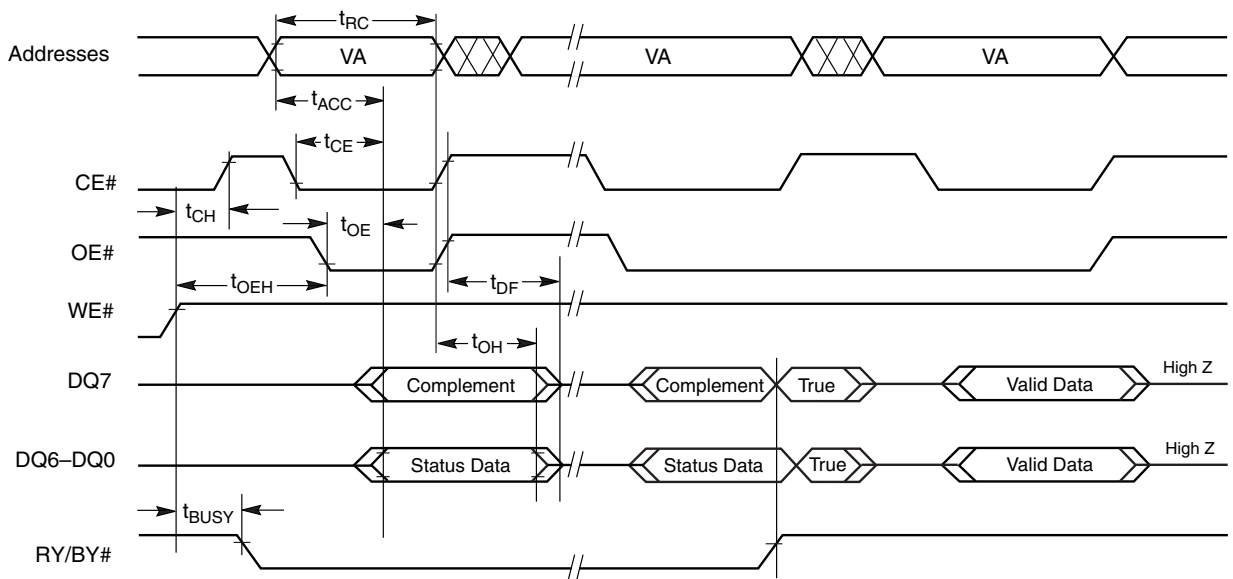 tRC
Addresses VA VA VA
tACC
tCE
CE#
tCH tOE
OE#
tOEH tDF
WE#
tOH
DQ7 Complement Complement True Valid Data High Z
DQ6–DQ0 Status Data Status Data True Valid Data High Z
tBUSY
RY/BY#